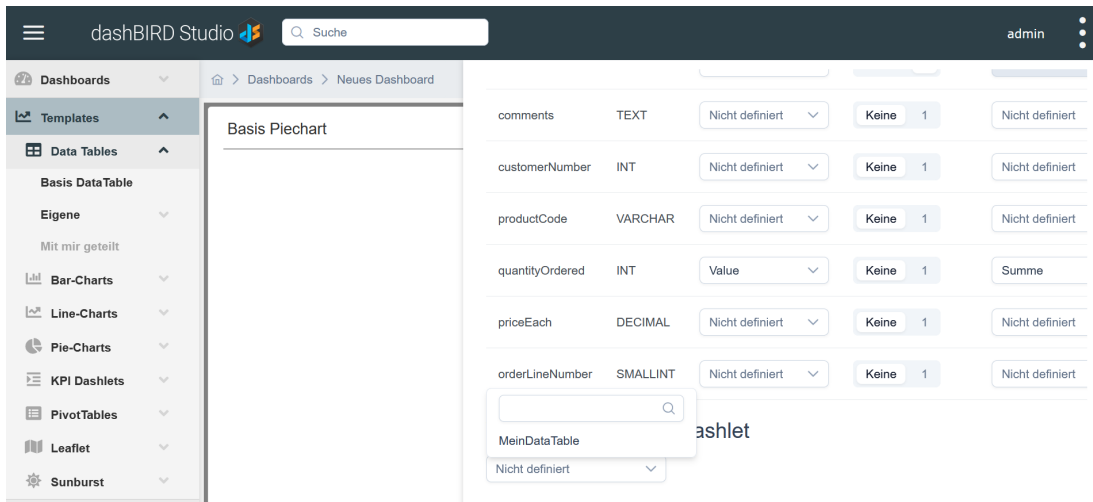 dashBIRD Studio
Suche
admin
Dashboards
Templates
Data Tables
Basis DataTable
Eigene
Mit mir geteilt
Bar-Charts
Line-Charts
Pie-Charts
KPI Dashlets
PivotTables
Leaflet
Sunburst
Dashboards > Neues Dashboard
Basis Piechart
comments TEXT Nicht definiert Keine 1 Nicht definiert
customerNumber INT Nicht definiert Keine 1 Nicht definiert
productCode VARCHAR Nicht definiert Keine 1 Nicht definiert
quantityOrdered INT Value Keine 1 Summe
priceEach DECIMAL Nicht definiert Keine 1 Nicht definiert
orderLineNumber SMALLINT Nicht definiert Keine 1 Nicht definiert
ashlet
MeinDataTable
Nicht definiert